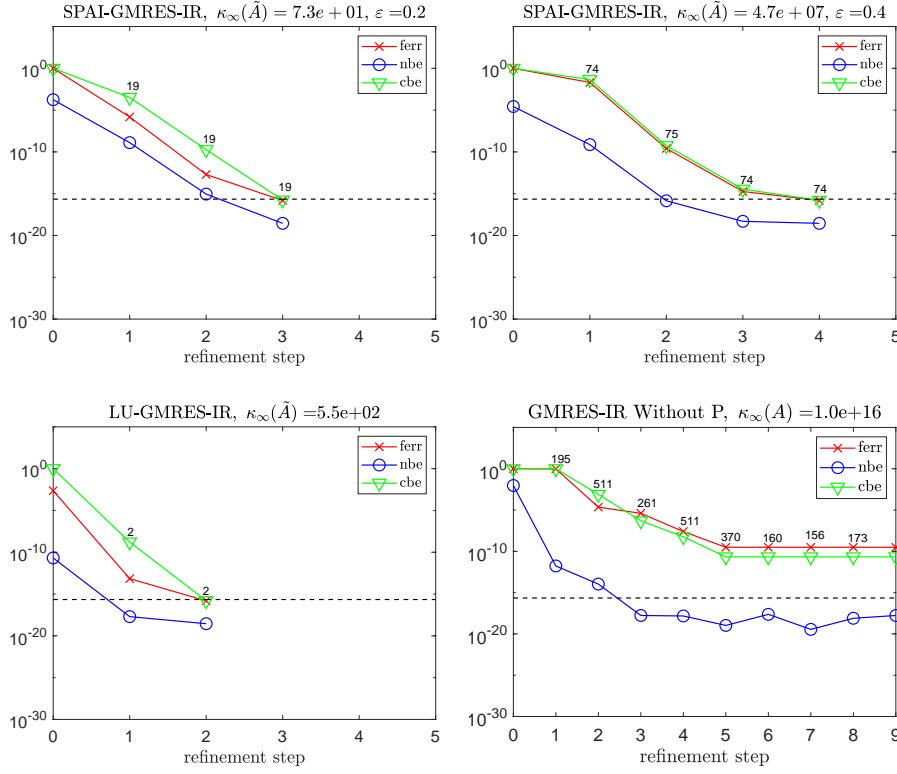 SPAI-GMRES-IR, κ∞(Ã) = 7.3e + 01, ε =0.2
ferr
nbe
cbe
10^0
10^-10
10^-20
10^-30
19
19
19
0 1 2 3 4 5
refinement step
SPAI-GMRES-IR, κ∞(Ã) = 4.7e + 07, ε =0.4
ferr
nbe
cbe
10^0
10^-10
10^-20
10^-30
74
75
74
74
0 1 2 3 4 5
refinement step
LU-GMRES-IR, κ∞(Ã) =5.5e+02
ferr
nbe
cbe
10^0
10^-10
10^-20
10^-30
2
2
0 1 2 3 4 5
refinement step
GMRES-IR Without P, κ∞(A) =1.0e+16
ferr
nbe
cbe
10^0
10^-10
10^-20
10^-30
195
511
261
511
370 160 156 173 2
0 1 2 3 4 5 6 7 8 9
refinement step